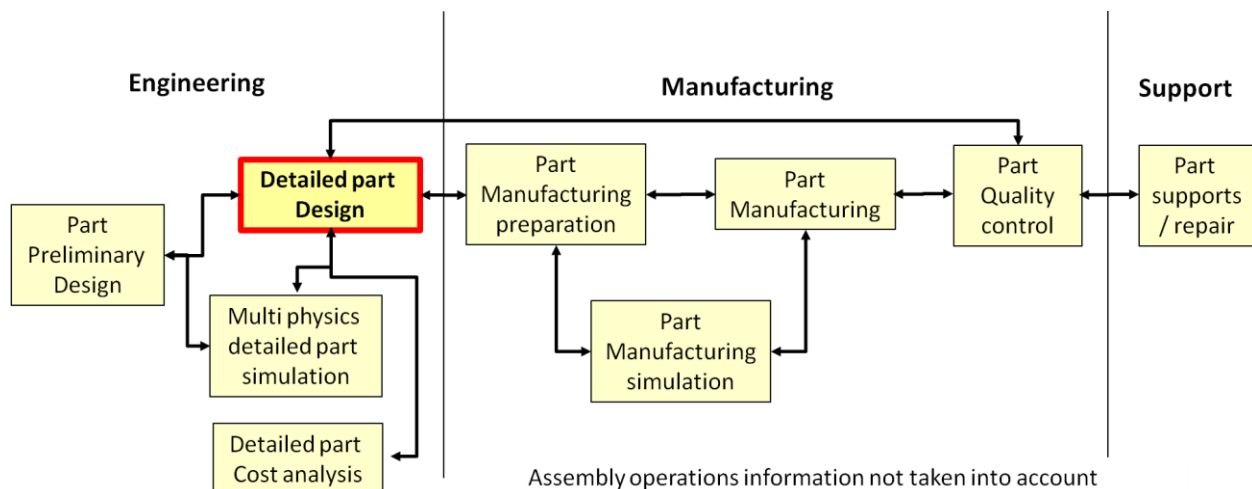 Engineering
Manufacturing
Support
Detailed part
Design
Part
Manufacturing
preparation
Part
Manufacturing
Part
Quality
control
Part
supports
/ repair
Part
Preliminary
Design
Multi physics
detailed part
simulation
Part
Manufacturing
simulation
Detailed part
Cost analysis
Assembly operations information not taken into account